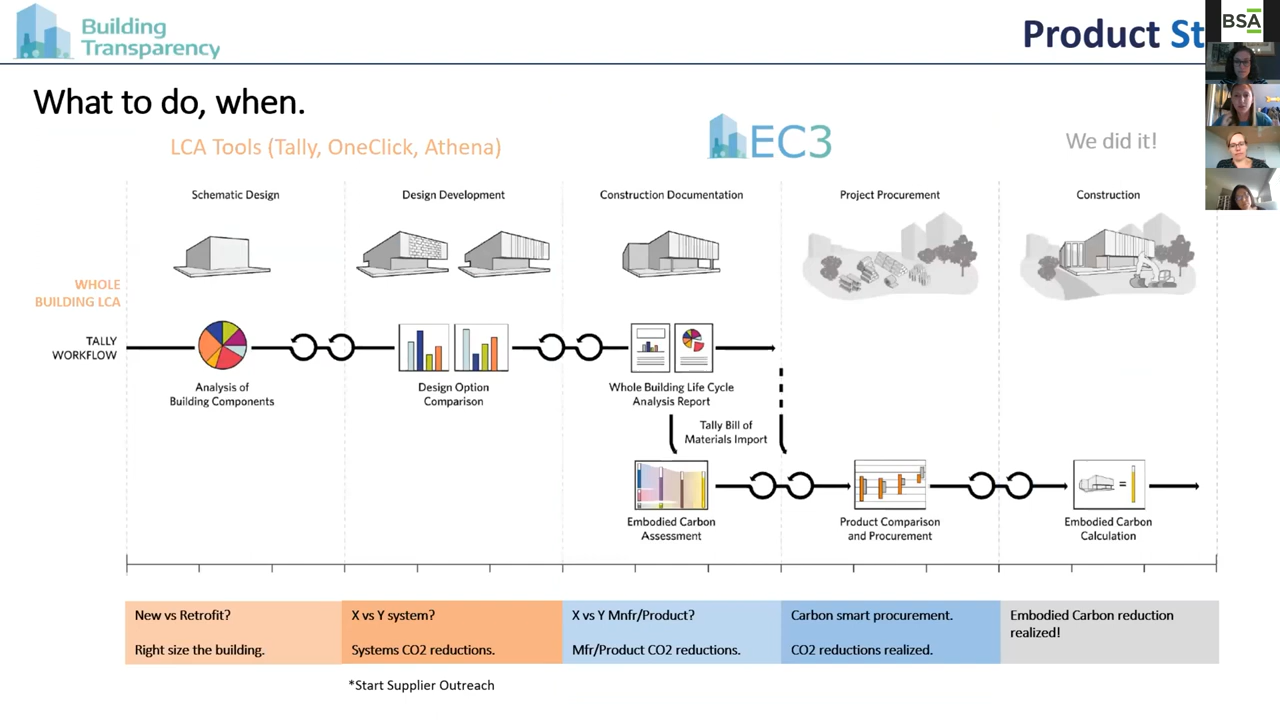 Building
Transparency
Product St
BSA
What to do, when.
LCA Tools (Tally, OneClick, Athena)
EC3
We did it!
Schematic Design
Design Development
Construction Documentation
Project Procurement
Construction
WHOLE
BUILDING LCA
TALLY
WORKFLOW
Analysis of
Building Components
Design Option
Comparison
Whole Building Life Cycle
Analysis Report
Tally Bill of
Materials Import
Embodied Carbon
Assessment
Product Comparison
and Procurement
=
Embodied Carbon
Calculation
New vs Retrofit?
Right size the building.
X vs Y system?
Systems CO2 reductions.
X vs Y Mnfr/Product?
Mfr/Product CO2 reductions.
Carbon smart procurement.
CO2 reductions realized.
Embodied Carbon reduction
realized!
*Start Supplier Outreach